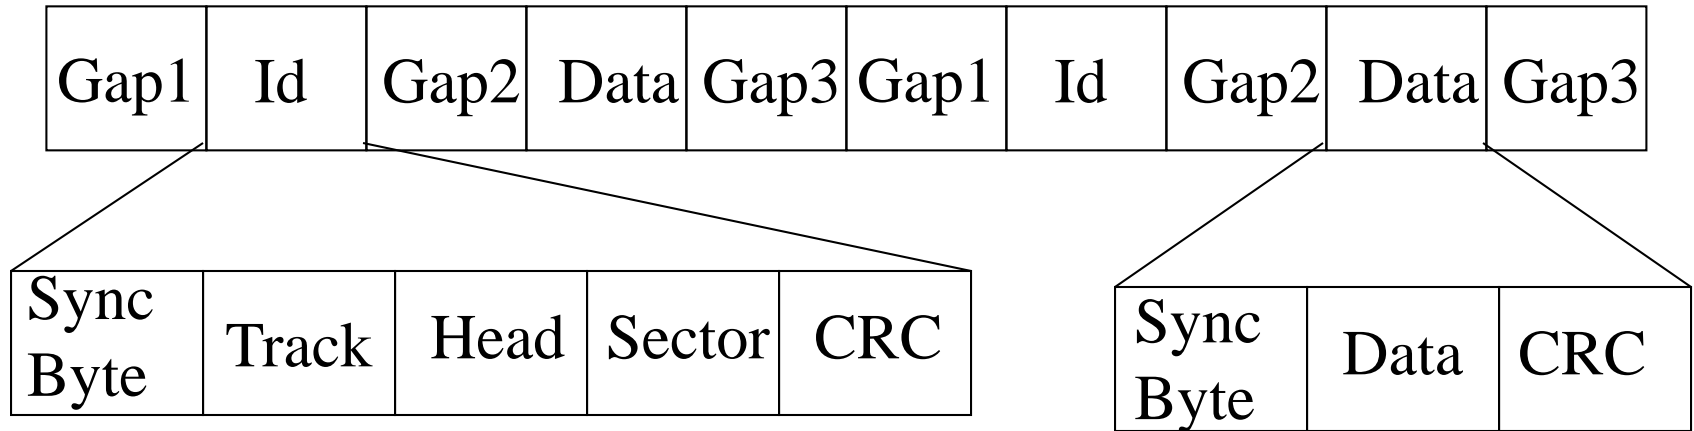 Gap1 Id Gap2 Data Gap3 Gap1 Id Gap2 Data Gap3
Sync Byte Track Head Sector CRC
Sync Byte Data CRC